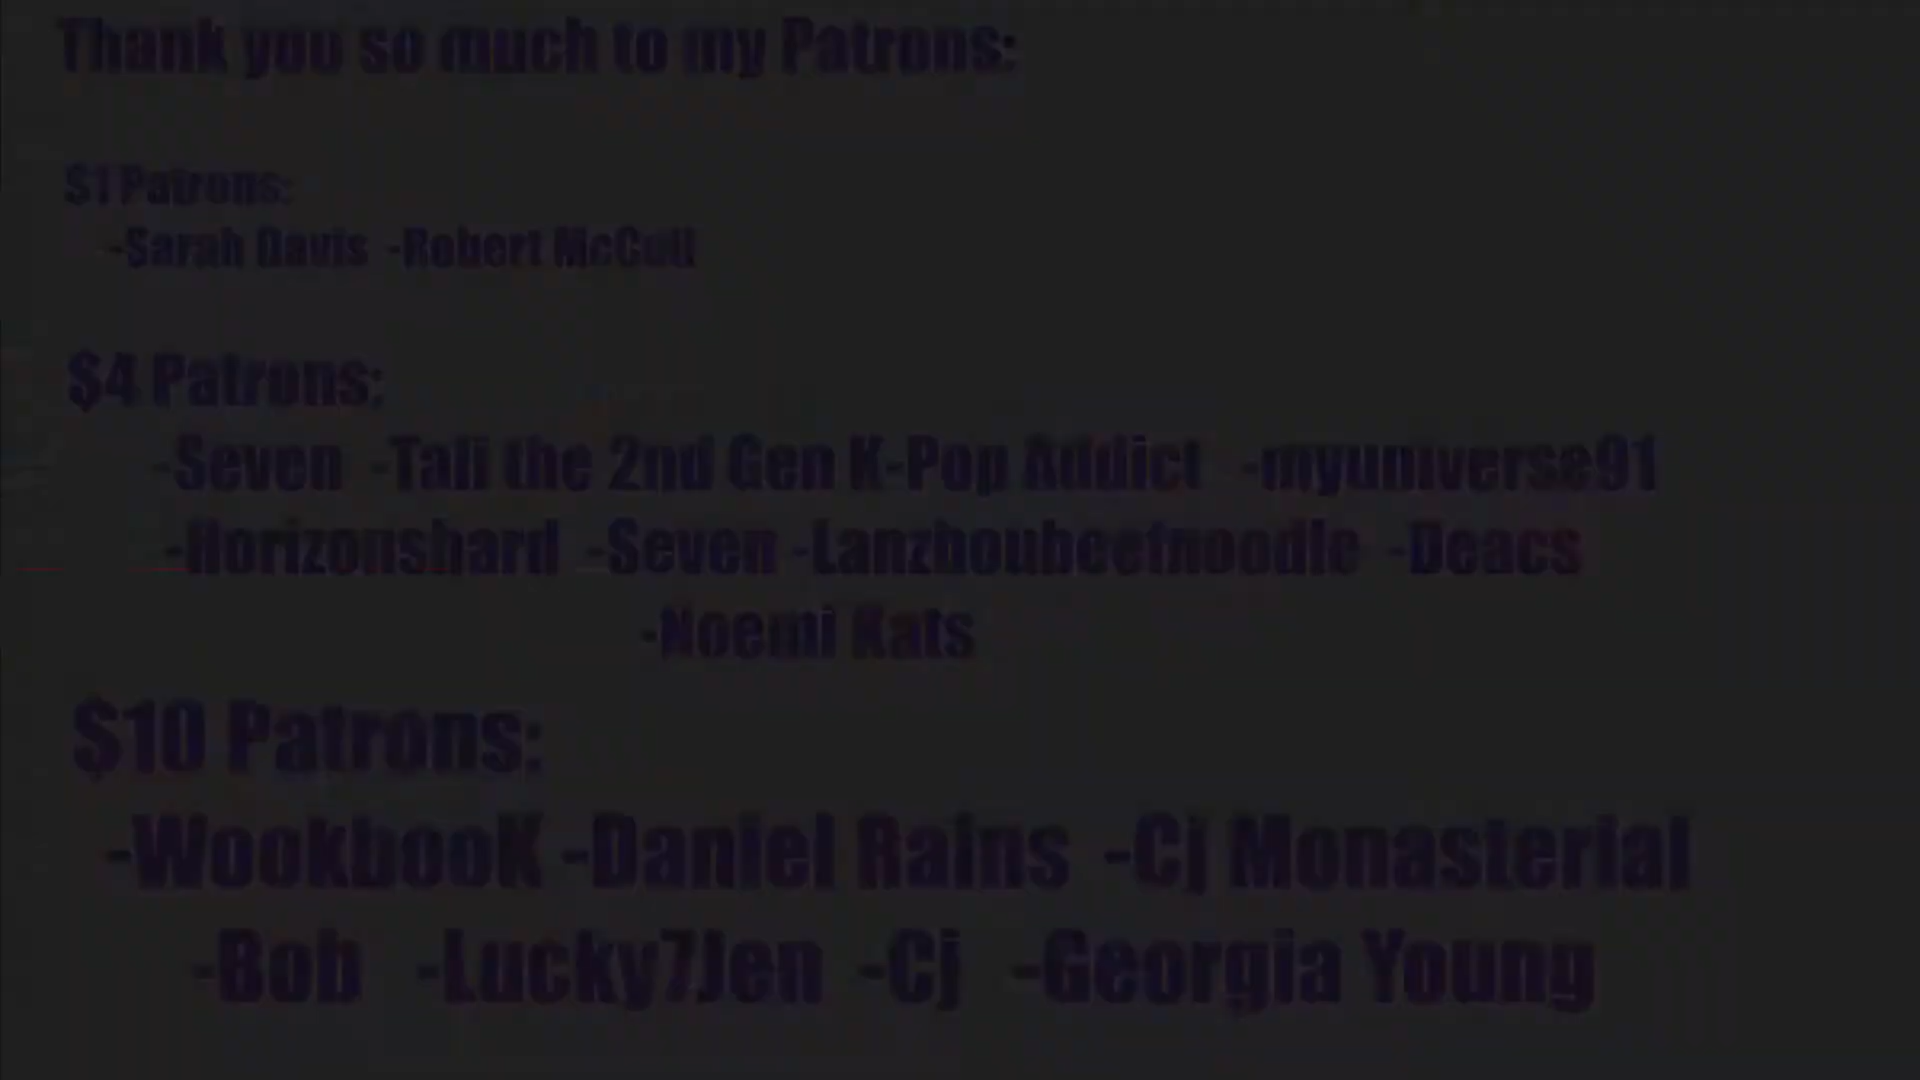 Thank you so much to my Patrons:
$1 Patrons:
-Sarah Davis -Robert McColl
$4 Patrons:
-Seven -Tali the 2nd Gen K-Pop Addict -myuniverse91
-Horizonshard -Seven -Lanzhoubeefnoodle -Deacs
-Noemi Kats
$10 Patrons:
-WookbooK -Daniel Rains -Cj Monasterial
-Bob -Lucky7Jen -Cj -Georgia Young